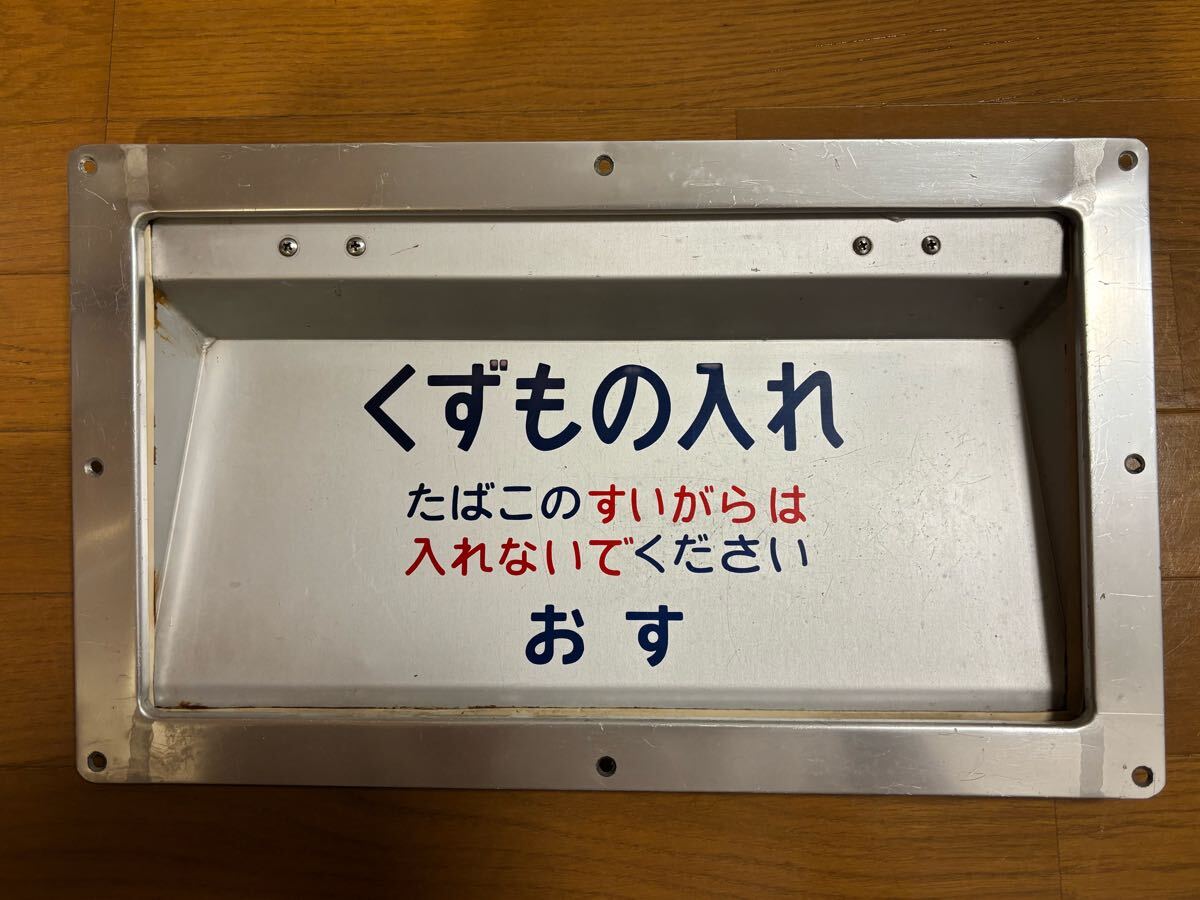 くずもの入れ
たばこのすいがらは
入れないでください
おす